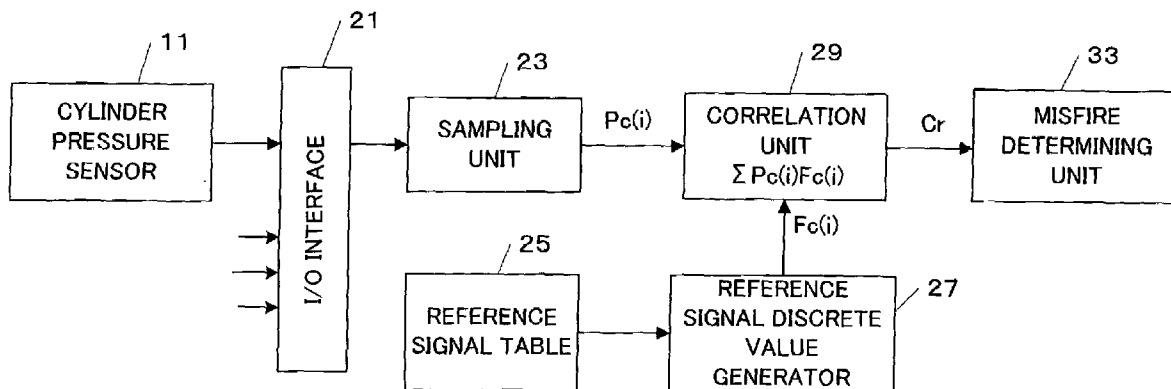 11
CYLINDER
PRESSURE
SENSOR
21
I/O INTERFACE
23
SAMPLING
UNIT
Pc(i)
29
CORRELATION
UNIT
Σ Pc(i)Fc(i)
Cr
33
MISFIRE
DETERMINING
UNIT
Fc(i)
25
REFERENCE
SIGNAL TABLE
27
REFERENCE
SIGNAL DISCRETE
VALUE
GENERATOR